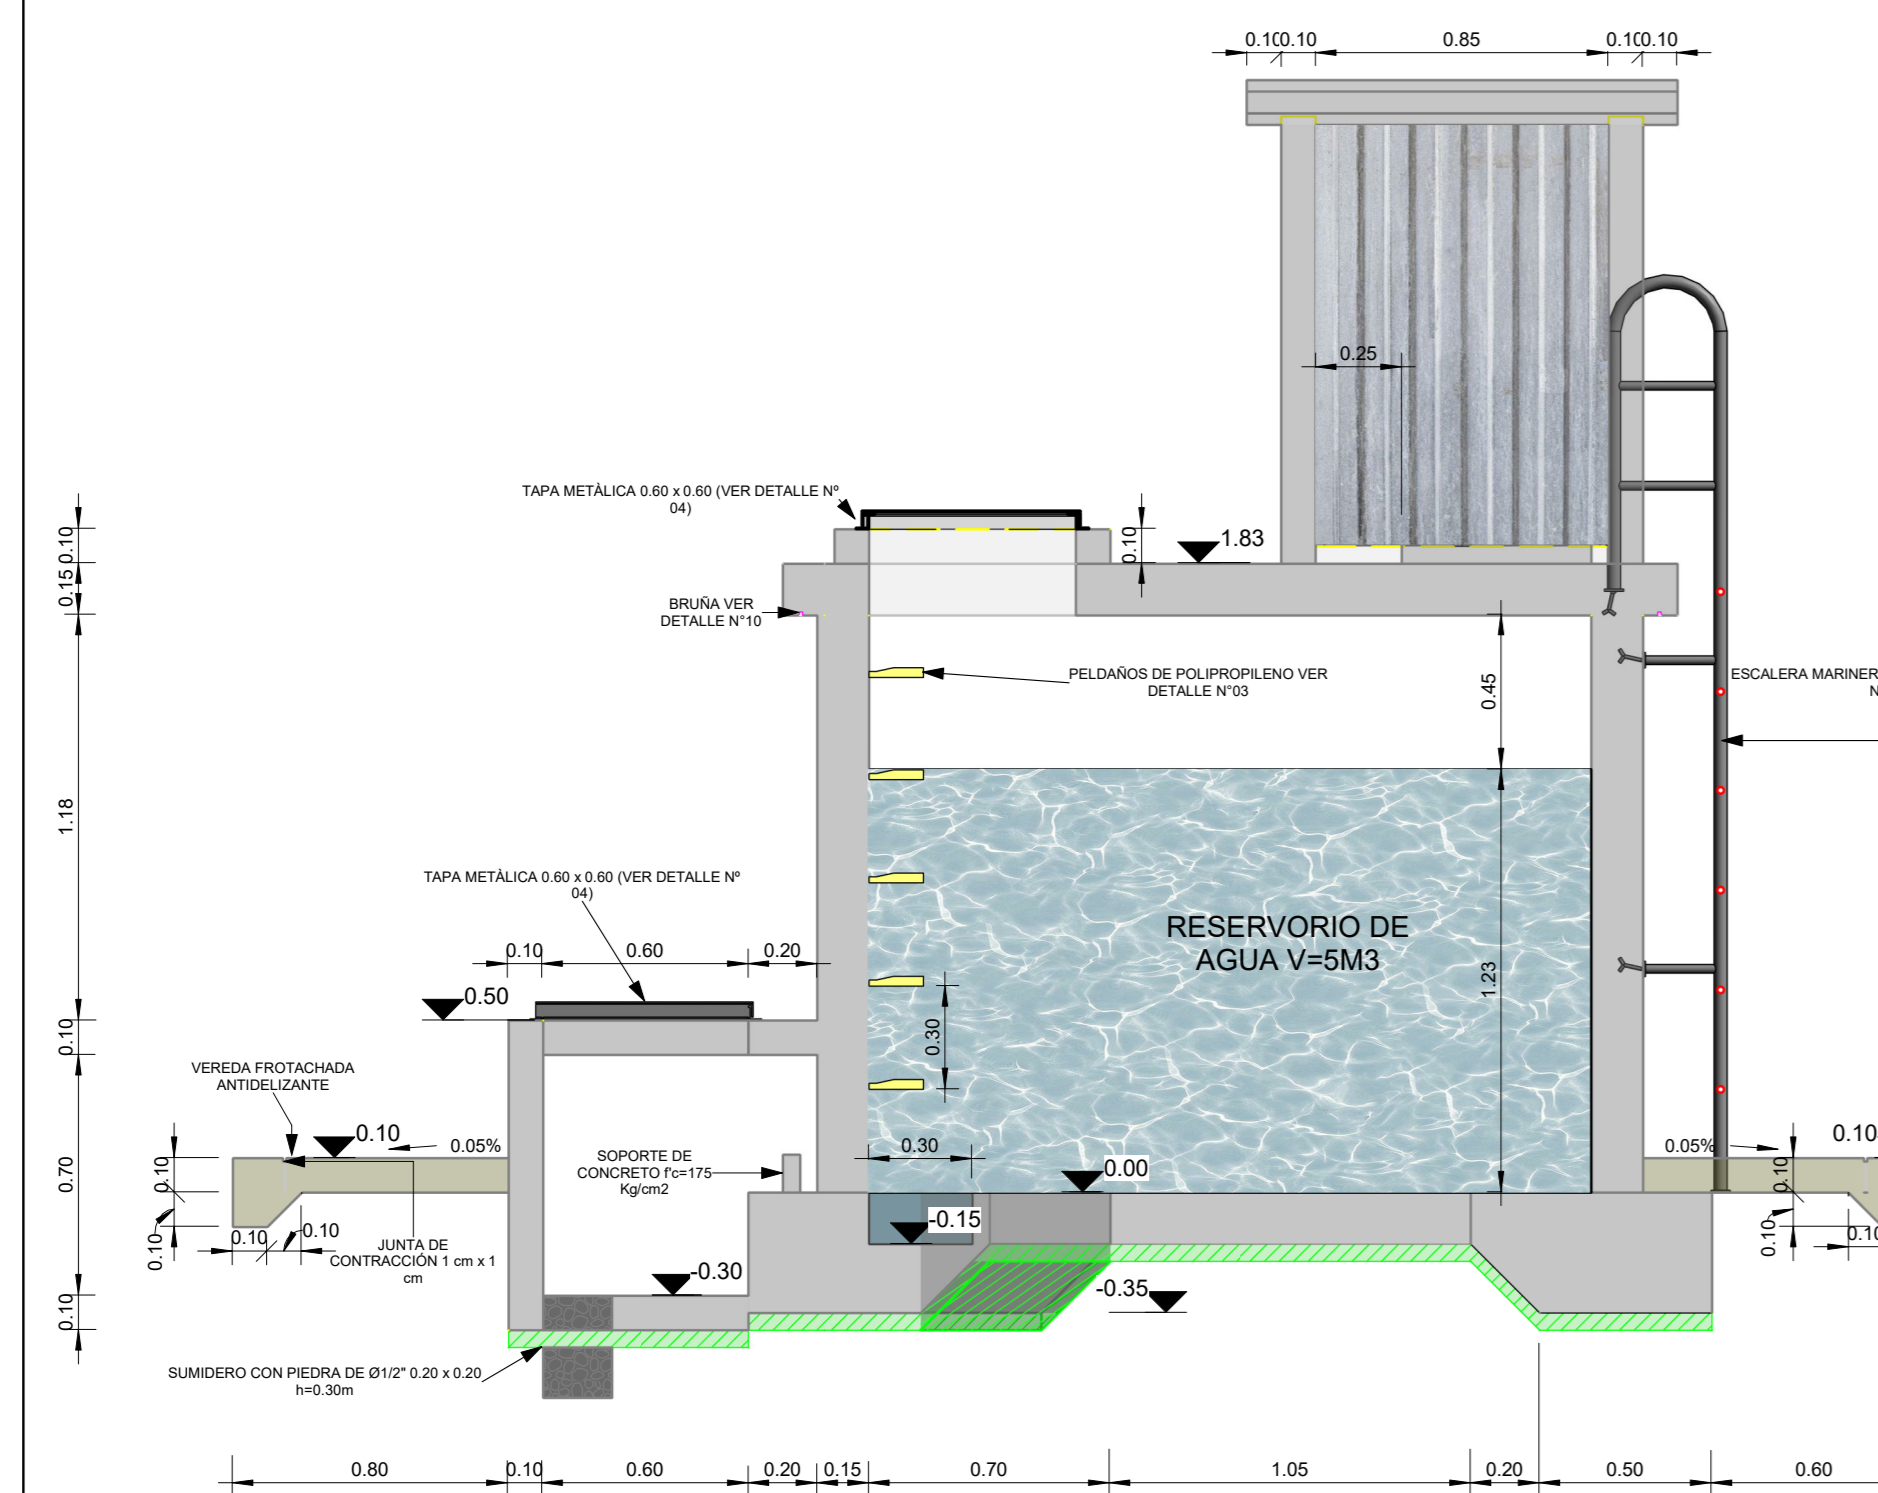 0.10 0.10 0.85 0.10 0.10
0.25
TAPA METÀLICA 0.60 x 0.60 (VER DETALLE Nº
04)
0.10
0.15
0.10
1.83
BRUÑA VER
DETALLE N°10
PELDAÑOS DE POLIPROPILENO VER
DETALLE N°03
0.45
ESCALERA MARINER
N
1.18
TAPA METÀLICA 0.60 x 0.60 (VER DETALLE Nº
04)
RESERVORIO DE
AGUA V=5M3
0.10 0.60 0.20
1.23
0.50
0.10
0.30
VEREDA FROTACHADA
ANTIDELIZANTE
0.10
0.05%
0.30
SOPORTE DE
CONCRETO f'c=175
Kg/cm2
0.00
0.05%
0.10
0.70
0.10
0.10
0.10
0.10
0.10
JUNTA DE
CONTRACCIÓN 1 cm x 1
cm
-0.15
0.10
0.10
0.10
-0.30
-0.35
0.10
SUMIDERO CON PIEDRA DE Ø1/2" 0.20 x 0.20
h=0.30m
0.80 0.10 0.60 0.20 0.15 0.70 1.05 0.20 0.50 0.60